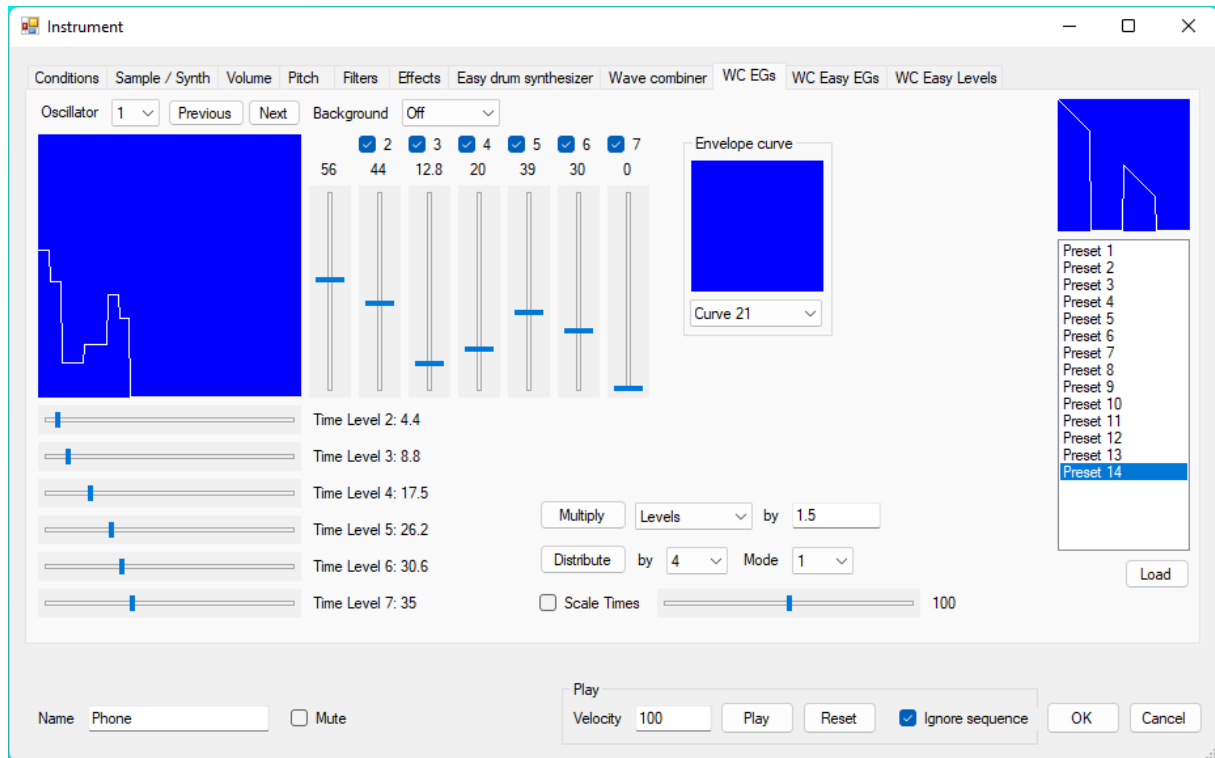 Instrument
Conditions Sample / Synth Volume Pitch Filters Effects Easy drum synthesizer Wave combiner WC EGs WC Easy EGs WC Easy Levels
Oscillator 1 Previous Next Background Off
2 3 4 5 6 7
56 44 12.8 20 39 30 0
Envelope curve
Curve 21
Preset 1
Preset 2
Preset 3
Preset 4
Preset 5
Preset 6
Preset 7
Preset 8
Preset 9
Preset 10
Preset 11
Preset 12
Preset 13
Preset 14
Load
Time Level 2: 4.4
Time Level 3: 8.8
Time Level 4: 17.5
Time Level 5: 26.2
Time Level 6: 30.6
Time Level 7: 35
Multiply Levels by 1.5
Distribute by 4 Mode 1
Scale Times 100
Name Phone Mute
Play
Velocity 100 Play Reset Ignore sequence OK Cancel